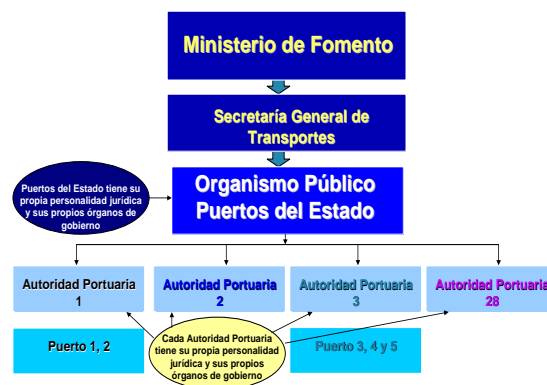 Ministerio de Fomento
Secretaría General de
Transportes
Organismo Público
Puertos del Estado
Puertos del Estado tiene su
propia personalidad jurídica
y sus propios órganos de
gobierno
Autoridad Portuaria
1
Autoridad Portuaria
2
Autoridad Portuaria
3
Autoridad Portuaria
28
Puerto 1, 2
Cada Autoridad Portuaria
tiene su propia personalidad
jurídica y sus propios
órganos de gobierno
Puerto 3, 4 y 5